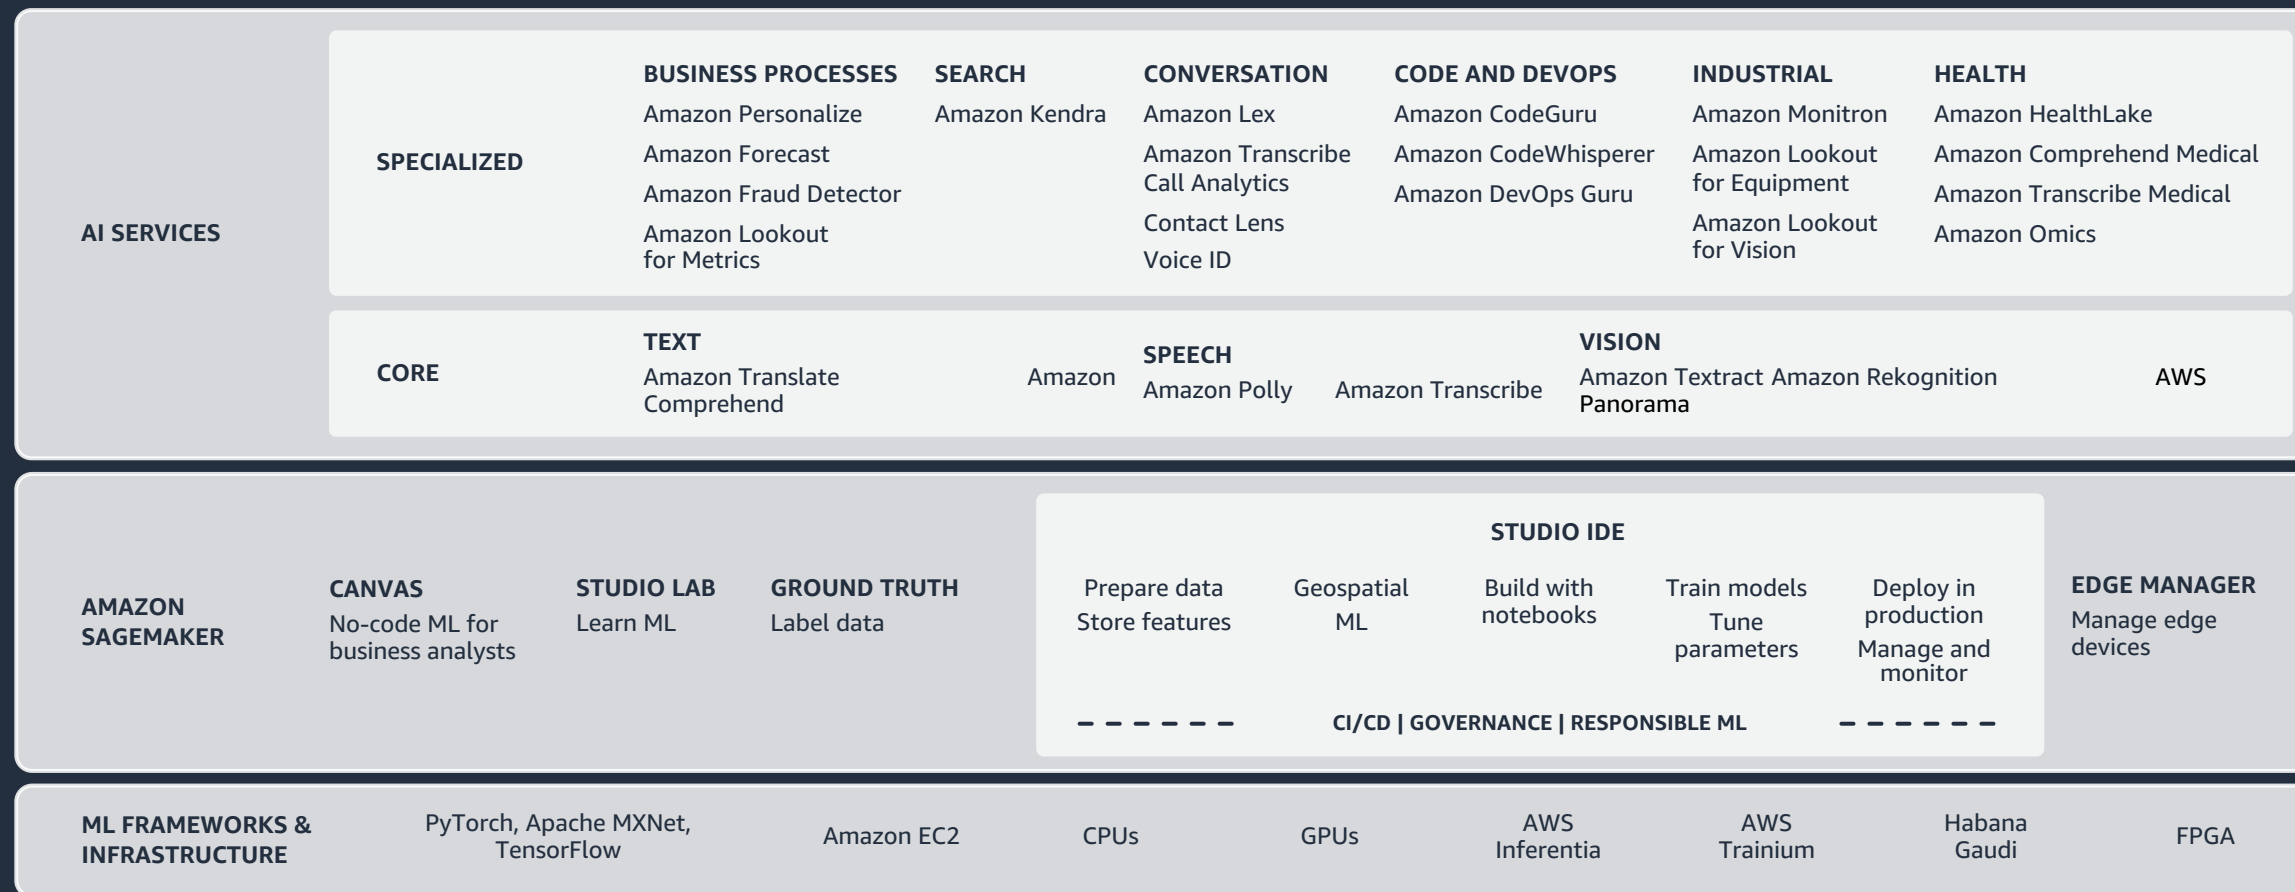 AI SERVICES
SPECIALIZED
BUSINESS PROCESSES
Amazon Personalize
Amazon Forecast
Amazon Fraud Detector
Amazon Lookout
for Metrics
SEARCH
Amazon Kendra
CONVERSATION
Amazon Lex
Amazon Transcribe
Call Analytics
Contact Lens
Voice ID
CODE AND DEVOPS
Amazon CodeGuru
Amazon CodeWhisperer
Amazon DevOps Guru
INDUSTRIAL
Amazon Monitron
Amazon Lookout
for Equipment
Amazon Lookout
for Vision
HEALTH
Amazon HealthLake
Amazon Comprehend Medical
Amazon Transcribe Medical
Amazon Omics
CORE
TEXT
Amazon Translate Amazon
Comprehend
SPEECH
Amazon Polly Amazon Transcribe
VISION
Amazon Textract Amazon Rekognition AWS
Panorama
AMAZON
SAGEMAKER
CANVAS
No-code ML for
business analysts
STUDIO LAB
Learn ML
GROUND TRUTH
Label data
STUDIO IDE
Prepare data
Store features
Geospatial
ML
Build with
notebooks
Train models
Tune
parameters
Deploy in
production
Manage and
monitor
CI/CD | GOVERNANCE | RESPONSIBLE ML
EDGE MANAGER
Manage edge
devices
ML FRAMEWORKS &
INFRASTRUCTURE
PyTorch, Apache MXNet,
TensorFlow
Amazon EC2
CPUs
GPUs
AWS
Inferentia
AWS
Trainium
Habana
Gaudi
FPGA